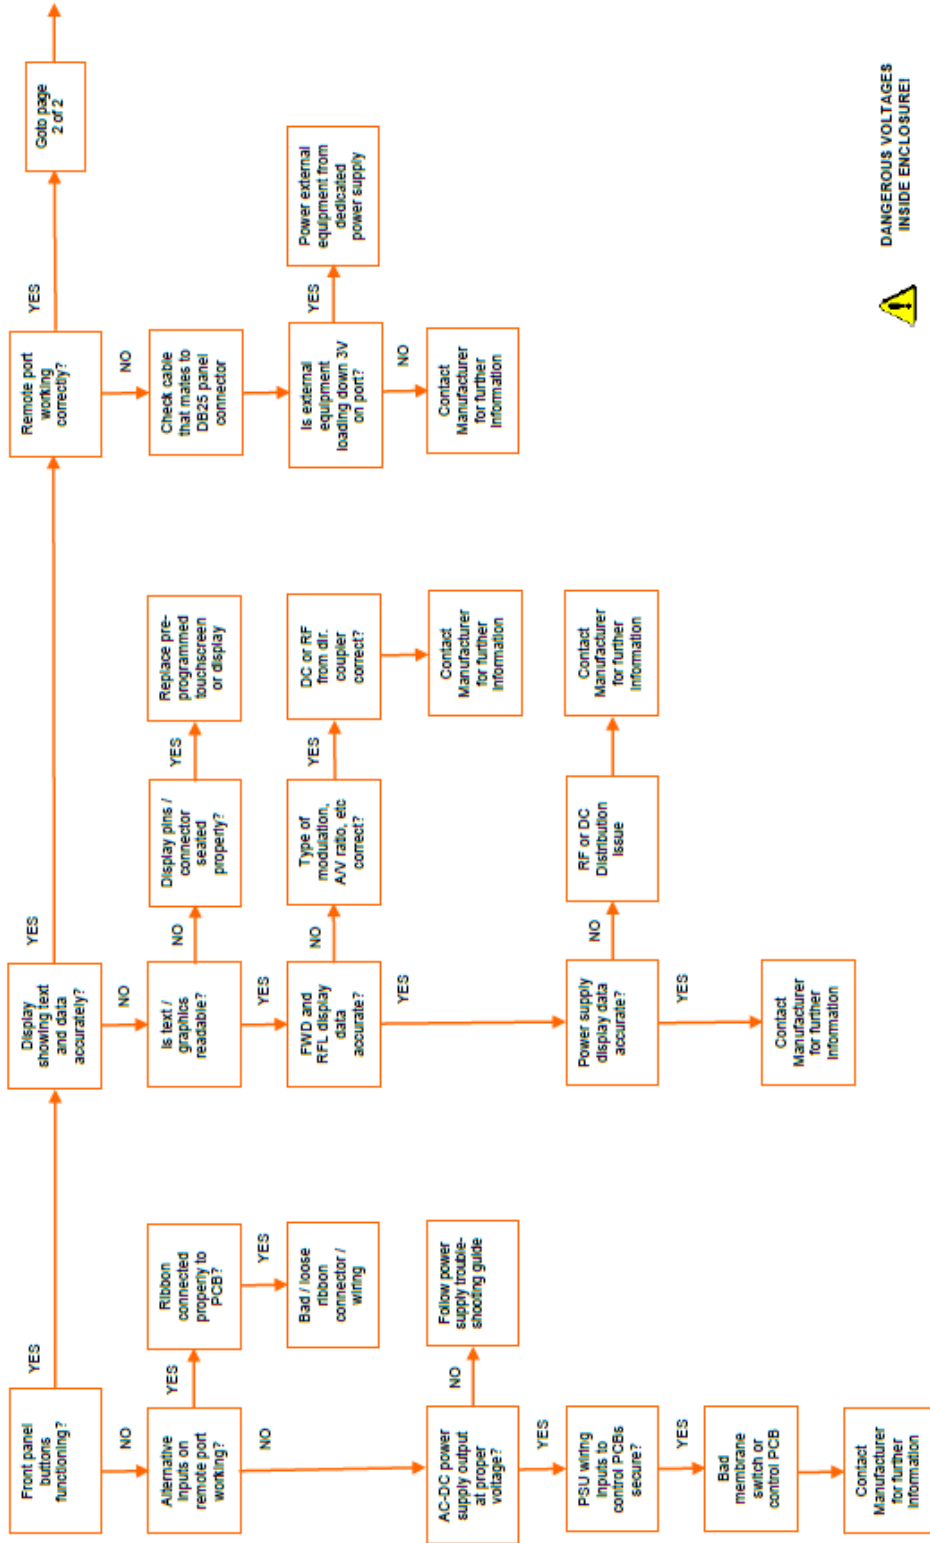 Front panel
buttons
functioning?
YES
Display
showing text
and data
accurately?
YES
Remote port
working
correctly?
YES
Goto page
2 of 2
NO
Alternative
Inputs on
remote port
working?
YES
Ribbon
connected
properly to
PCB?
NO
Is text /
graphics
readable?
NO
Display pins /
connector
seated
properly?
YES
Replace pre-
programmed
touchscreen
or display
NO
Check cable
that mates to
DB25 panel
connector
NO
YES
Bad / loose
ribbon
connector /
wiring
YES
FWD and
RFL display
data
accurate?
NO
Type of
modulation,
A/V ratio, etc
correct?
YES
DC or RF
from dir.
coupler
correct?
Is external
equipment
loading down 3V
on port?
YES
Power external
equipment from
dedicated
power supply
AC-DC power
supply output
at proper
voltage?
NO
Follow power
supply trouble-
shooting guide
YES
Contact
Manufacturer
for further
Information
NO
Contact
Manufacturer
for further
Information
YES
PSU wiring
Inputs to
control PCBs
secure?
Power supply
display data
accurate?
NO
RF or DC
Distribution
Issue
Contact
Manufacturer
for further
Information
YES
Bad
membrane
switch or
control PCB
YES
Contact
Manufacturer
for further
Information
Contact
Manufacturer
for further
Information
DANGEROUS VOLTAGES
INSIDE ENCLOSURE!